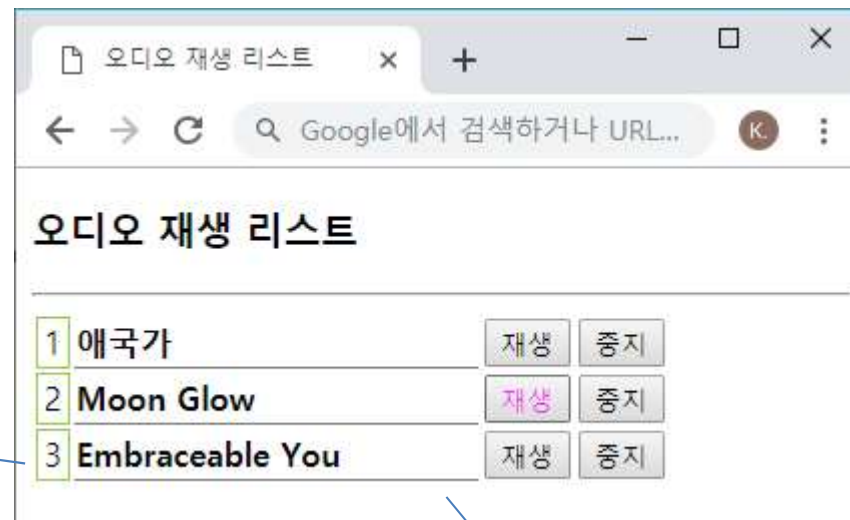 오디오 재생 리스트
Google에서 검색하거나 URL...
K.
오디오 재생 리스트
1 애국가 재생 중지
2 Moon Glow 재생 중지
3 Embraceable You 재생 중지